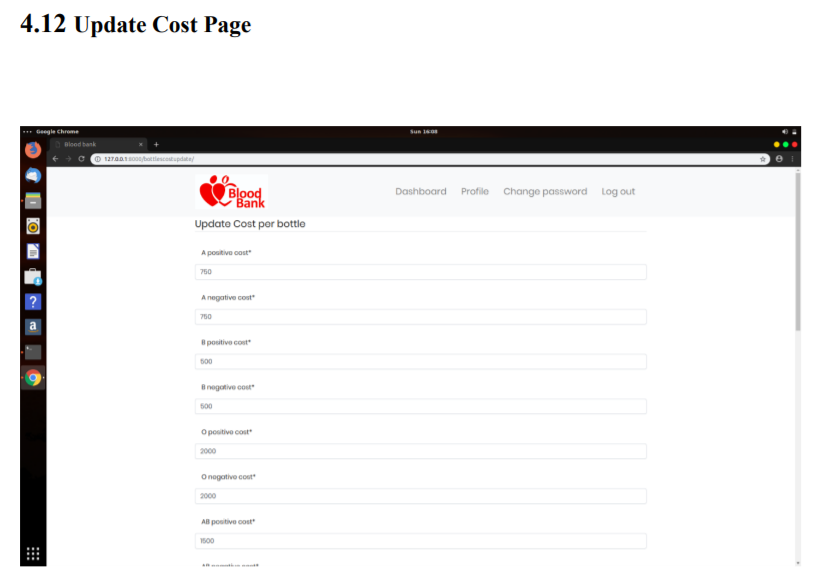 4.12 Update Cost Page
Google Chrome
Sun 16:08
Blood bank
127.0.0.1:8000/bottlescostupdate/
Blood
Bank
Dashboard Profile Change password Log out
Update Cost per bottle
A positive cost*
750
A negative cost*
750
B positive cost*
500
B negative cost*
500
O positive cost*
2000
O negative cost*
2000
AB positive cost*
1500